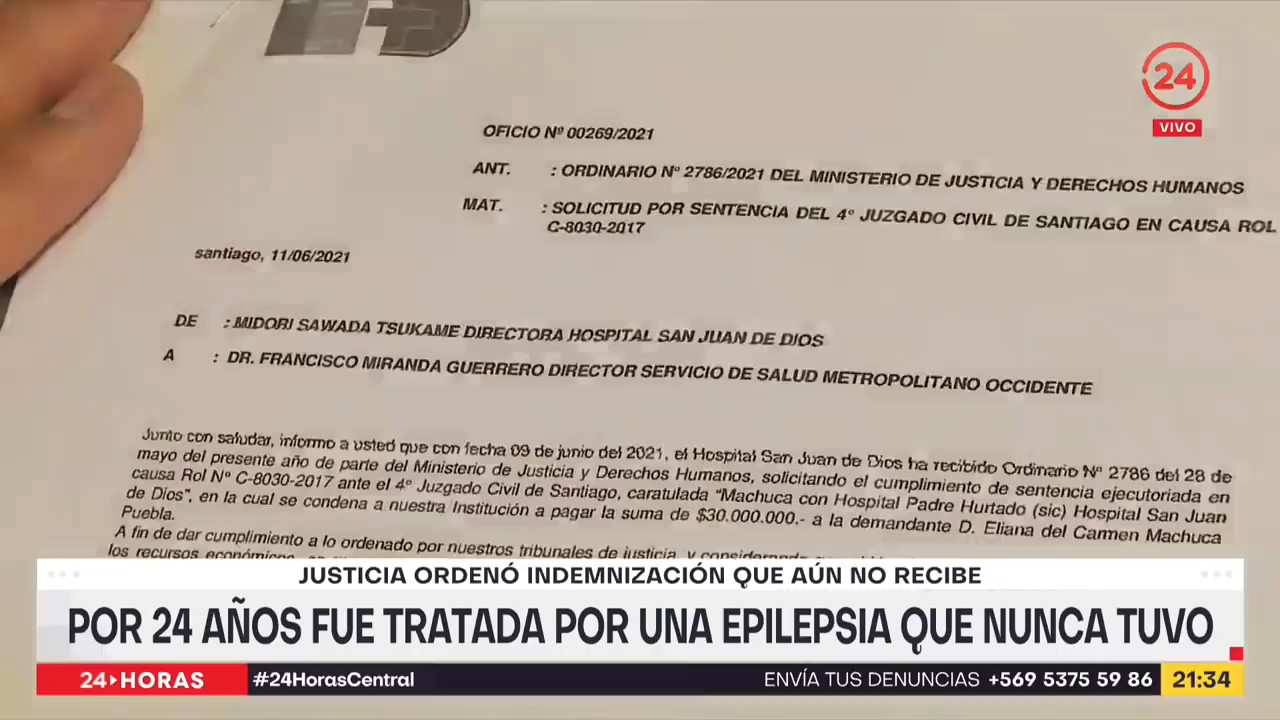 24
VIVO
OFICIO Nº 00269/2021
ANT. : ORDINARIO Nº 2786/2021 DEL MINISTERIO DE JUSTICIA Y DERECHOS HUMANOS
MAT. : SOLICITUD POR SENTENCIA DEL 4º JUZGADO CIVIL DE SANTIAGO EN CAUSA ROL
C-8030-2017
santiago, 11/06/2021
DE : MIDORI SAWADA TSUKAME DIRECTORA HOSPITAL SAN JUAN DE DIOS
A : DR. FRANCISCO MIRANDA GUERRERO DIRECTOR SERVICIO DE SALUD METROPOLITANO OCCIDENTE
Junto con saludar, informo a usted que con fecha 09 de junio del 2021, el Hospital San Juan de Dios ha recibido Ordinario Nº 2786 del 28 de
mayo del presente año de parte del Ministerio de Justicia y Derechos Humanos, solicitando el cumplimiento de sentencia ejecutoriada en
causa Rol Nº C-8030-2017 ante el 4º Juzgado Civil de Santiago, caratulada "Machuca con Hospital Padre Hurtado (sic) Hospital San Juan
de Dios", en la cual se condena a nuestra Institución a pagar la suma de $30.000.000.- a la demandante D. Eliana del Carmen Machuca
Puebla.
A fin de dar cumplimiento a lo ordenado por nuestros tribunales de justicia, y considerando
los recursos
JUSTICIA ORDENÓ INDEMNIZACIÓN QUE AÚN NO RECIBE
POR 24 AÑOS FUE TRATADA POR UNA EPILEPSIA QUE NUNCA TUVO
24 HORAS #24HorasCentral ENVÍA TUS DENUNCIAS +569 5375 59 86 21:34